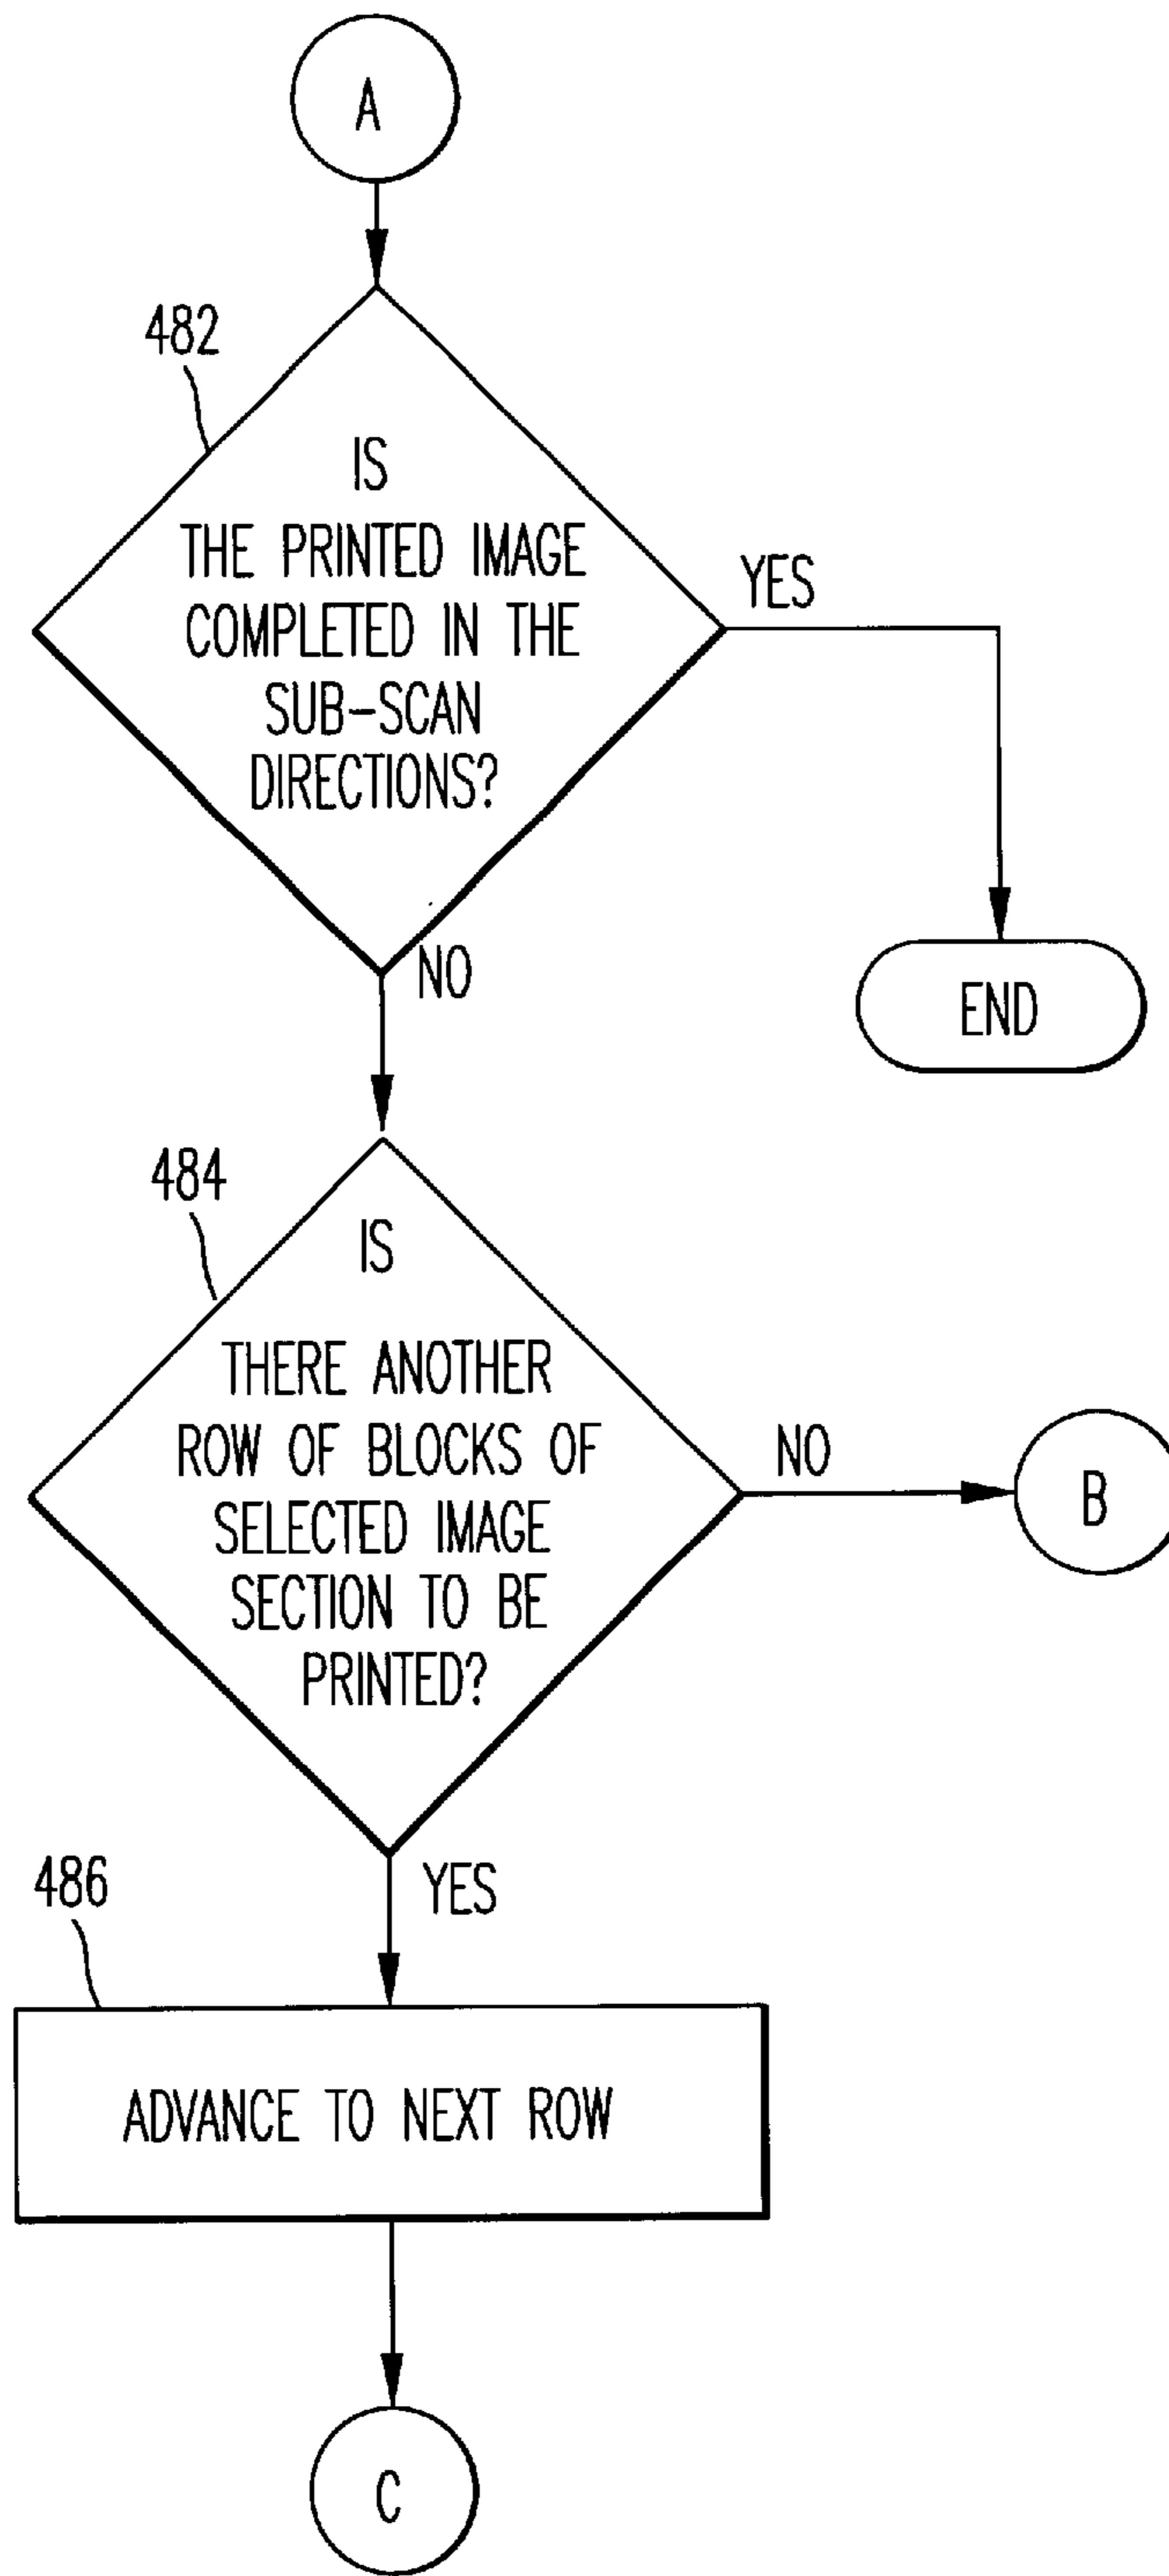 A
482
IS
THE PRINTED IMAGE
COMPLETED IN THE
SUB-SCAN
DIRECTIONS?
YES
NO
END
484
IS
THERE ANOTHER
ROW OF BLOCKS OF
SELECTED IMAGE
SECTION TO BE
PRINTED?
NO
B
YES
486
ADVANCE TO NEXT ROW
C